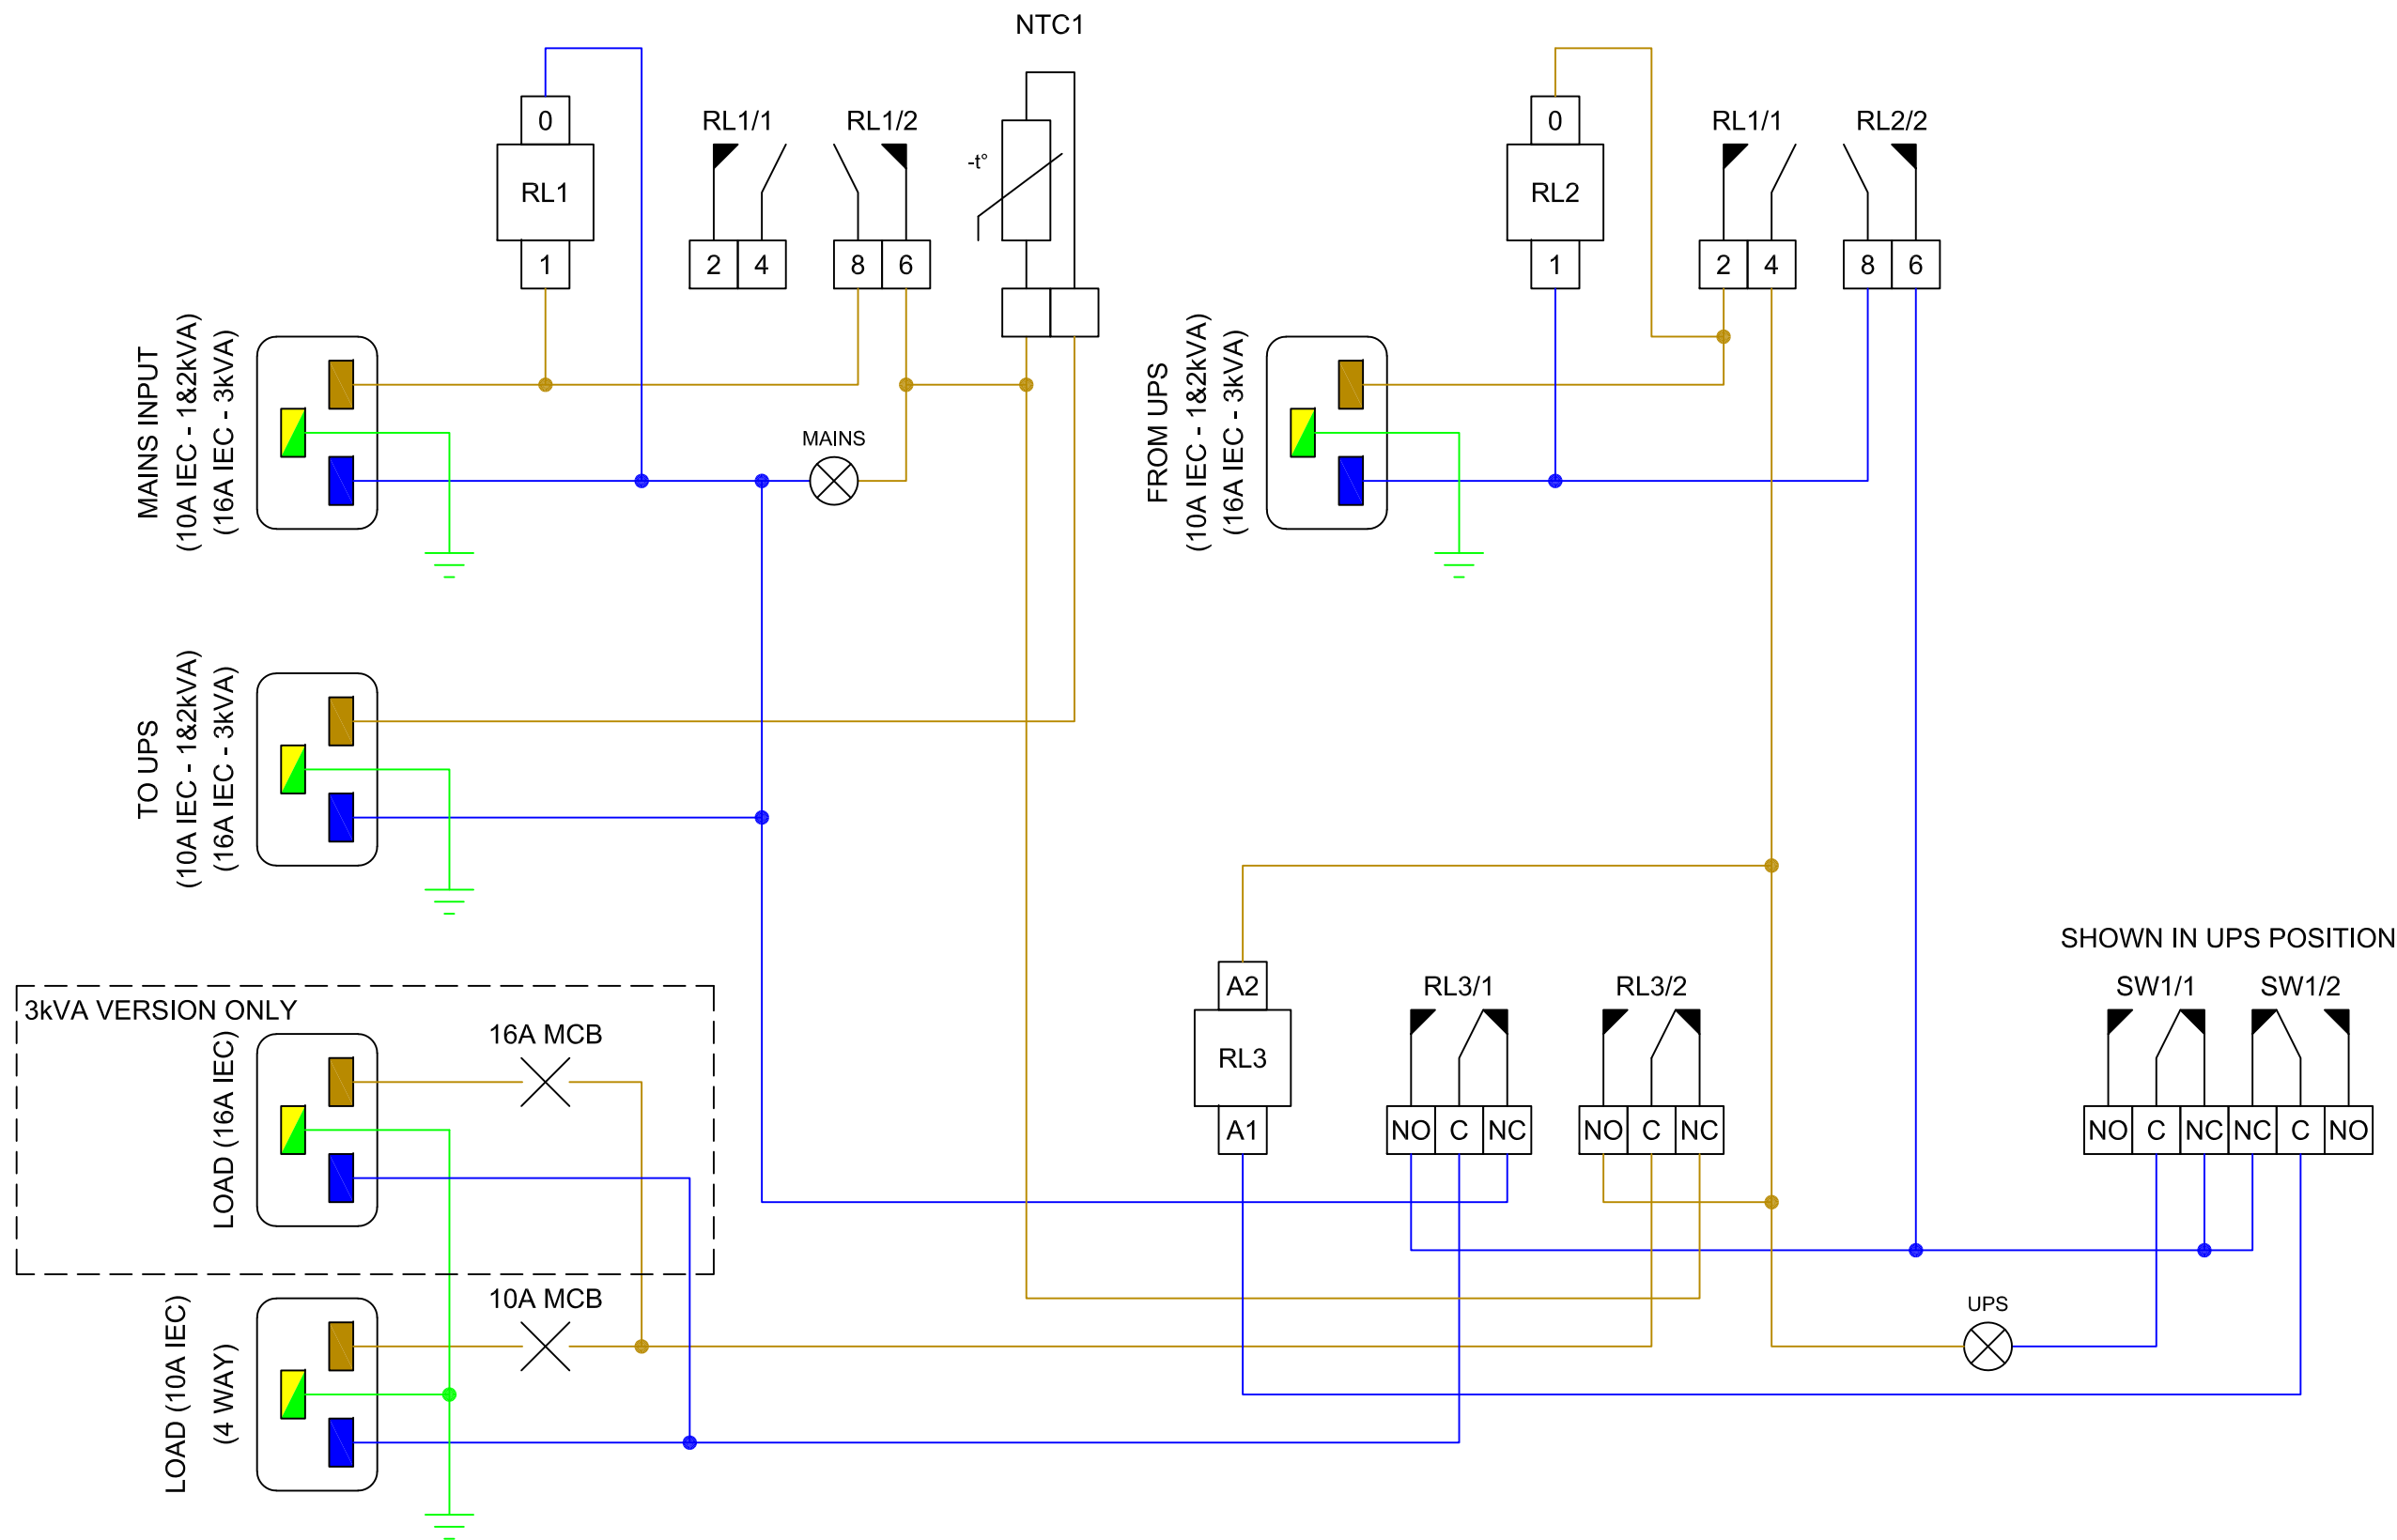 NTC1
0
RL1/1
RL1/2
-t°
RL1
1
2
4
8
6
0
RL1/1
RL2/2
RL2
1
2
4
8
6
MAINS INPUT
(10A IEC - 1&2kVA)
(16A IEC - 3kVA)
MAINS
FROM UPS
(10A IEC - 1&2kVA)
(16A IEC - 3kVA)
TO UPS
(10A IEC - 1&2kVA)
(16A IEC - 3kVA)
SHOWN IN UPS POSITION
3kVA VERSION ONLY
LOAD (16A IEC)
16A MCB
A2
RL3
A1
RL3/1
NO C NC
RL3/2
NO C NC
SW1/1
SW1/2
NO C NC NC C NO
LOAD (10A IEC)
(4 WAY)
10A MCB
UPS